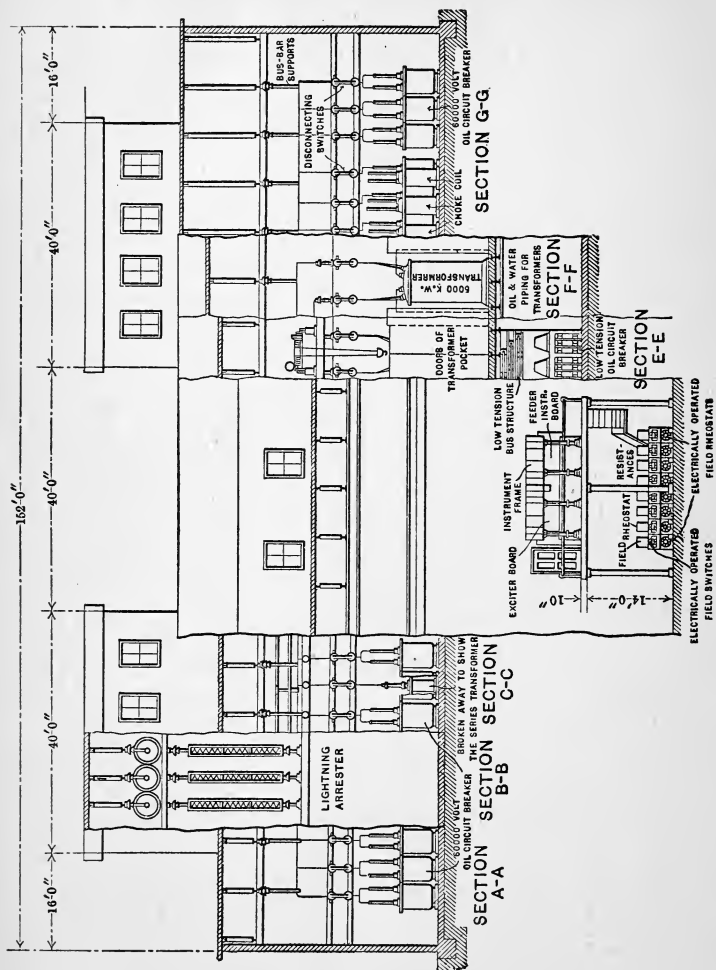 152'0"
16'0"
40'0"
40'0"
40'0"
16'0"
LIGHTNING
ARRESTER
60000 VOLT
OIL CIRCUIT BREAKER
BROKEN AWAY TO SHOW
THE SERIES TRANSFORMER
SECTION
A-A
SECTION
B-B
SECTION
C-C
EXCITER BOARD
INSTRUMENT
FRAME
FEEDER
INSTR.
BOARD
10"
14'0"
FIELD RHEOSTAT
RESIST-
ANCES
ELECTRICALLY OPERATED
FIELD SWITCHES
ELECTRICALLY OPERATED
FIELD RHEOSTATS
DOORS OF
TRANSFORMER
POCKET
LOW TENSION
BUS STRUCTURE
LOW TENSION
OIL CIRCUIT
BREAKER
SECTION
E-E
5000 K.W.
TRANSFORMRER
OIL & WATER
PIPING FOR
TRANSFORMERS
SECTION
F-F
BUS-BAR
SUPPORTS
DISCONNECTING
SWITCHES
CHOKE COIL
60000 VOLT
OIL CIRCUIT BREAKER
SECTION G-G